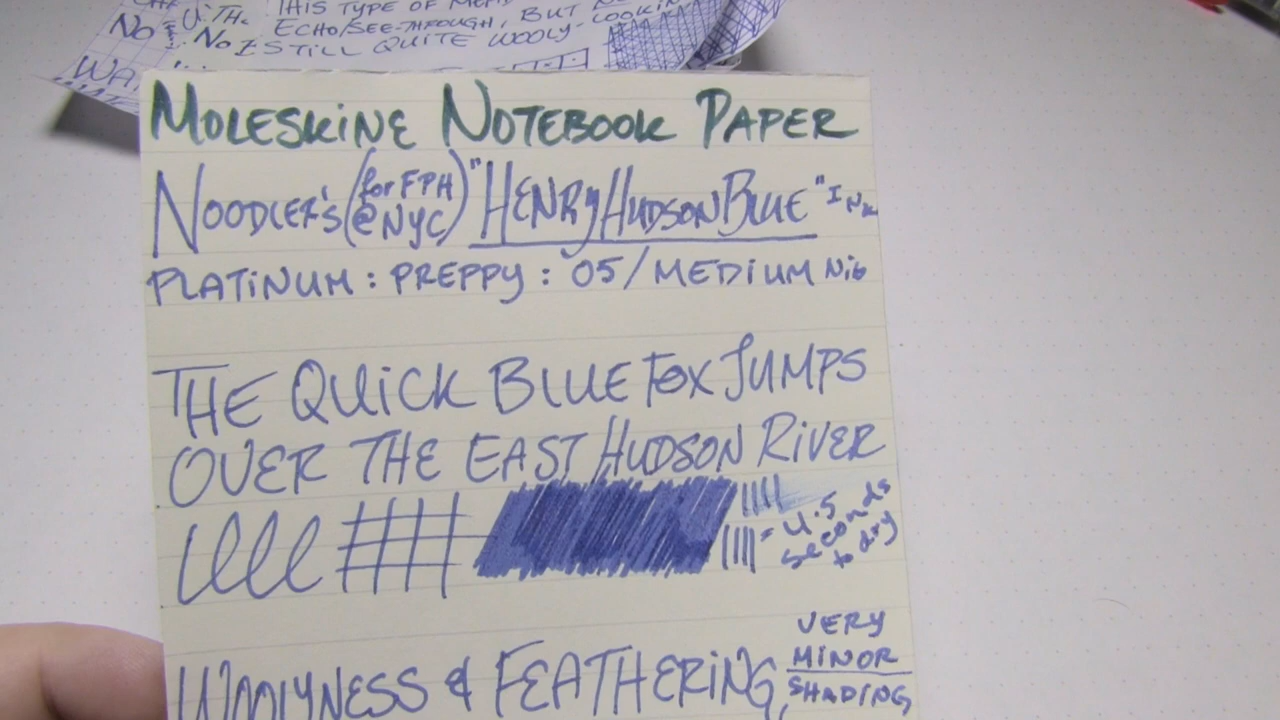 THIS TYPE OF
ECHO/SEE-THROUGH, BUT
STILL QUITE WOOLY-LOOKIN
MOLESKINE NOTEBOOK PAPER
NOODLER'S (for FPH @NYC) "HENRY HUDSON BLUE" INK
PLATINUM : PREPPY : 05/MEDIUM Nib
THE QUICK BLUE FOX JUMPS
OVER THE EAST HUDSON RIVER
= 4.5
seconds
to dry
WOOLYNESS & FEATHERING,
VERY
MINOR
SHADING,